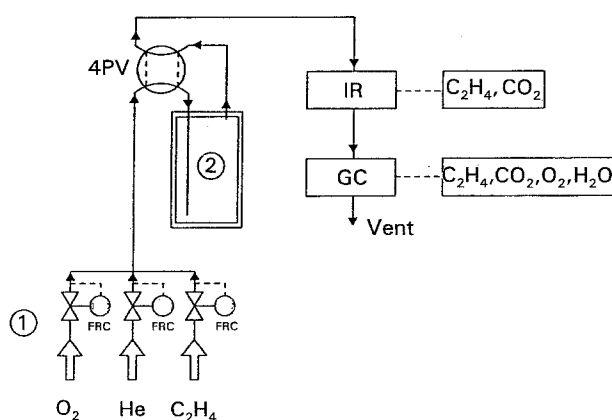 4PV
IR
C₂H₄,CO₂
②
GC
C₂H₄,CO₂,O₂,H₂O
Vent
①
FRC FRC FRC
O₂ He C₂H₄